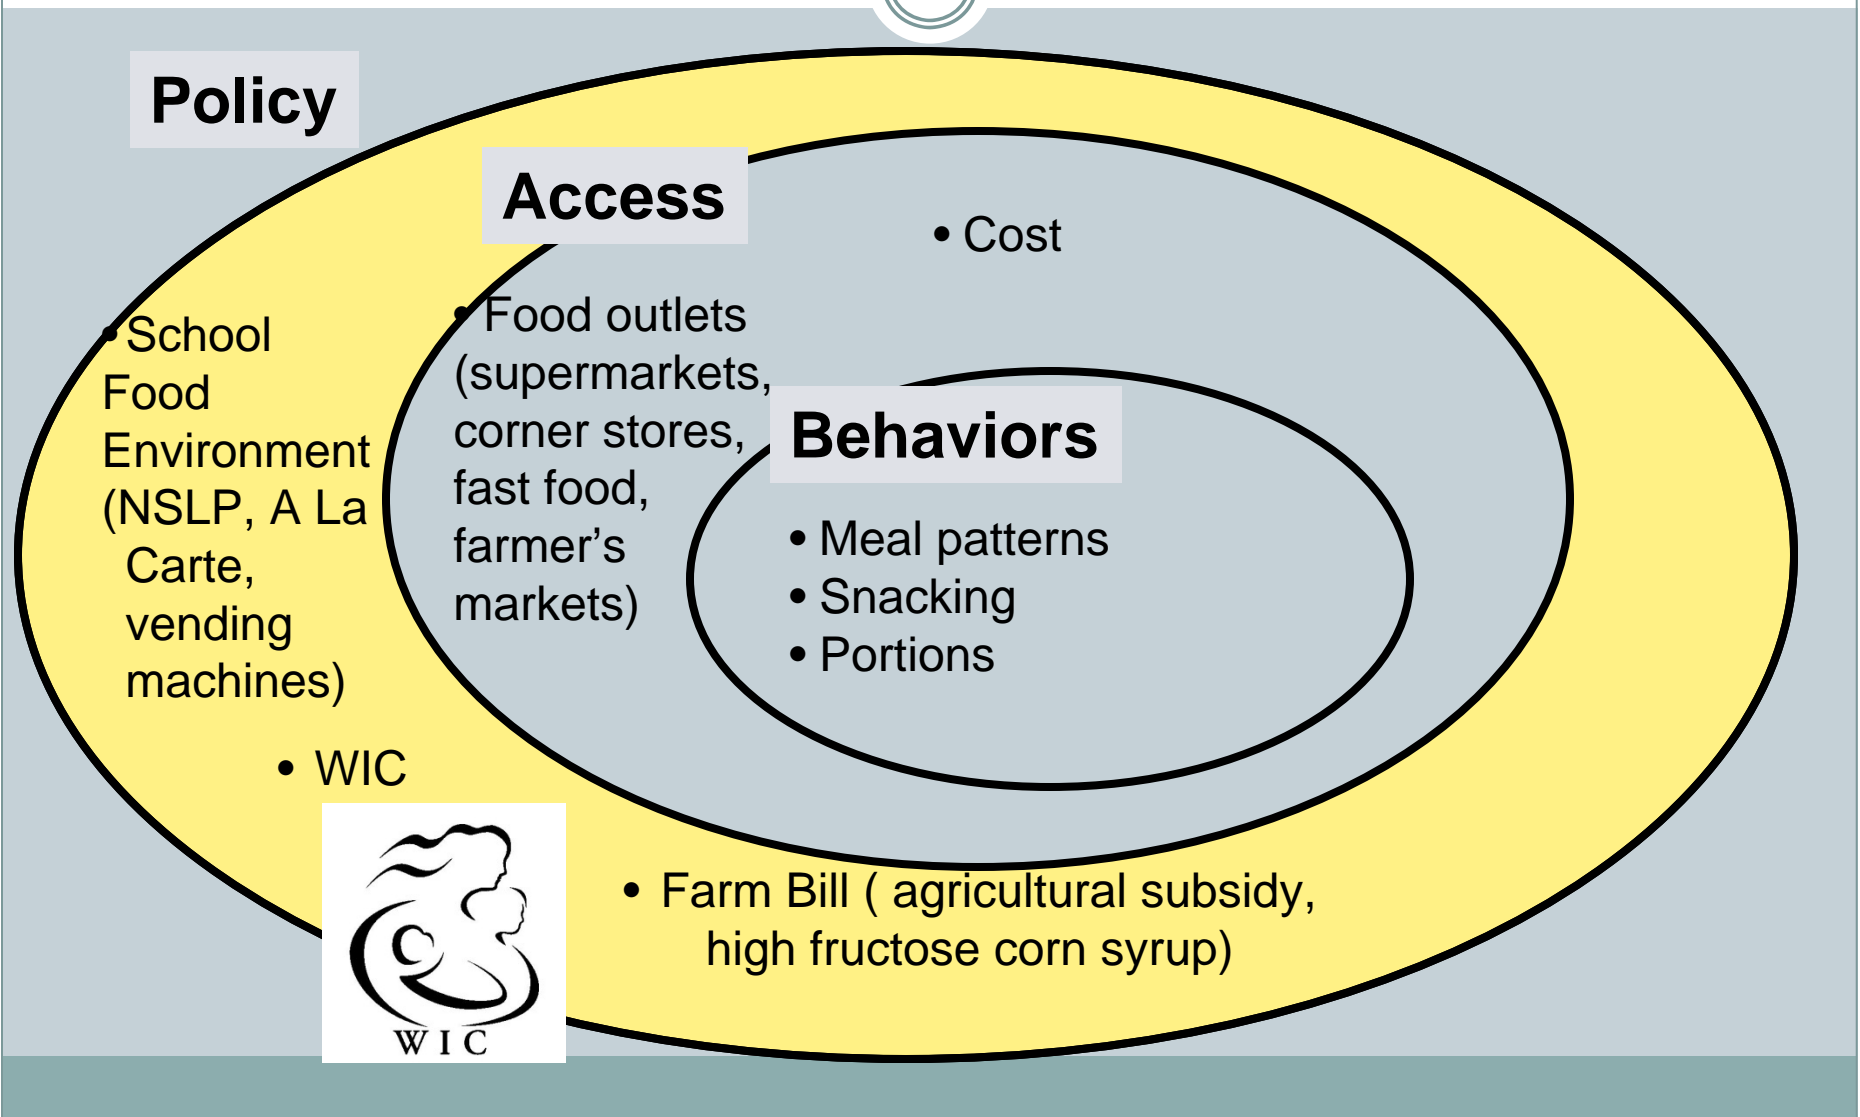 Policy
Access
• Cost
• School
Food
Environment
(NSLP, A La
Carte,
vending
machines)
• Food outlets
(supermarkets,
corner stores,
fast food,
farmer’s
markets)
Behaviors
• Meal patterns
• Snacking
• Portions
• WIC
WIC
• Farm Bill ( agricultural subsidy,
high fructose corn syrup)